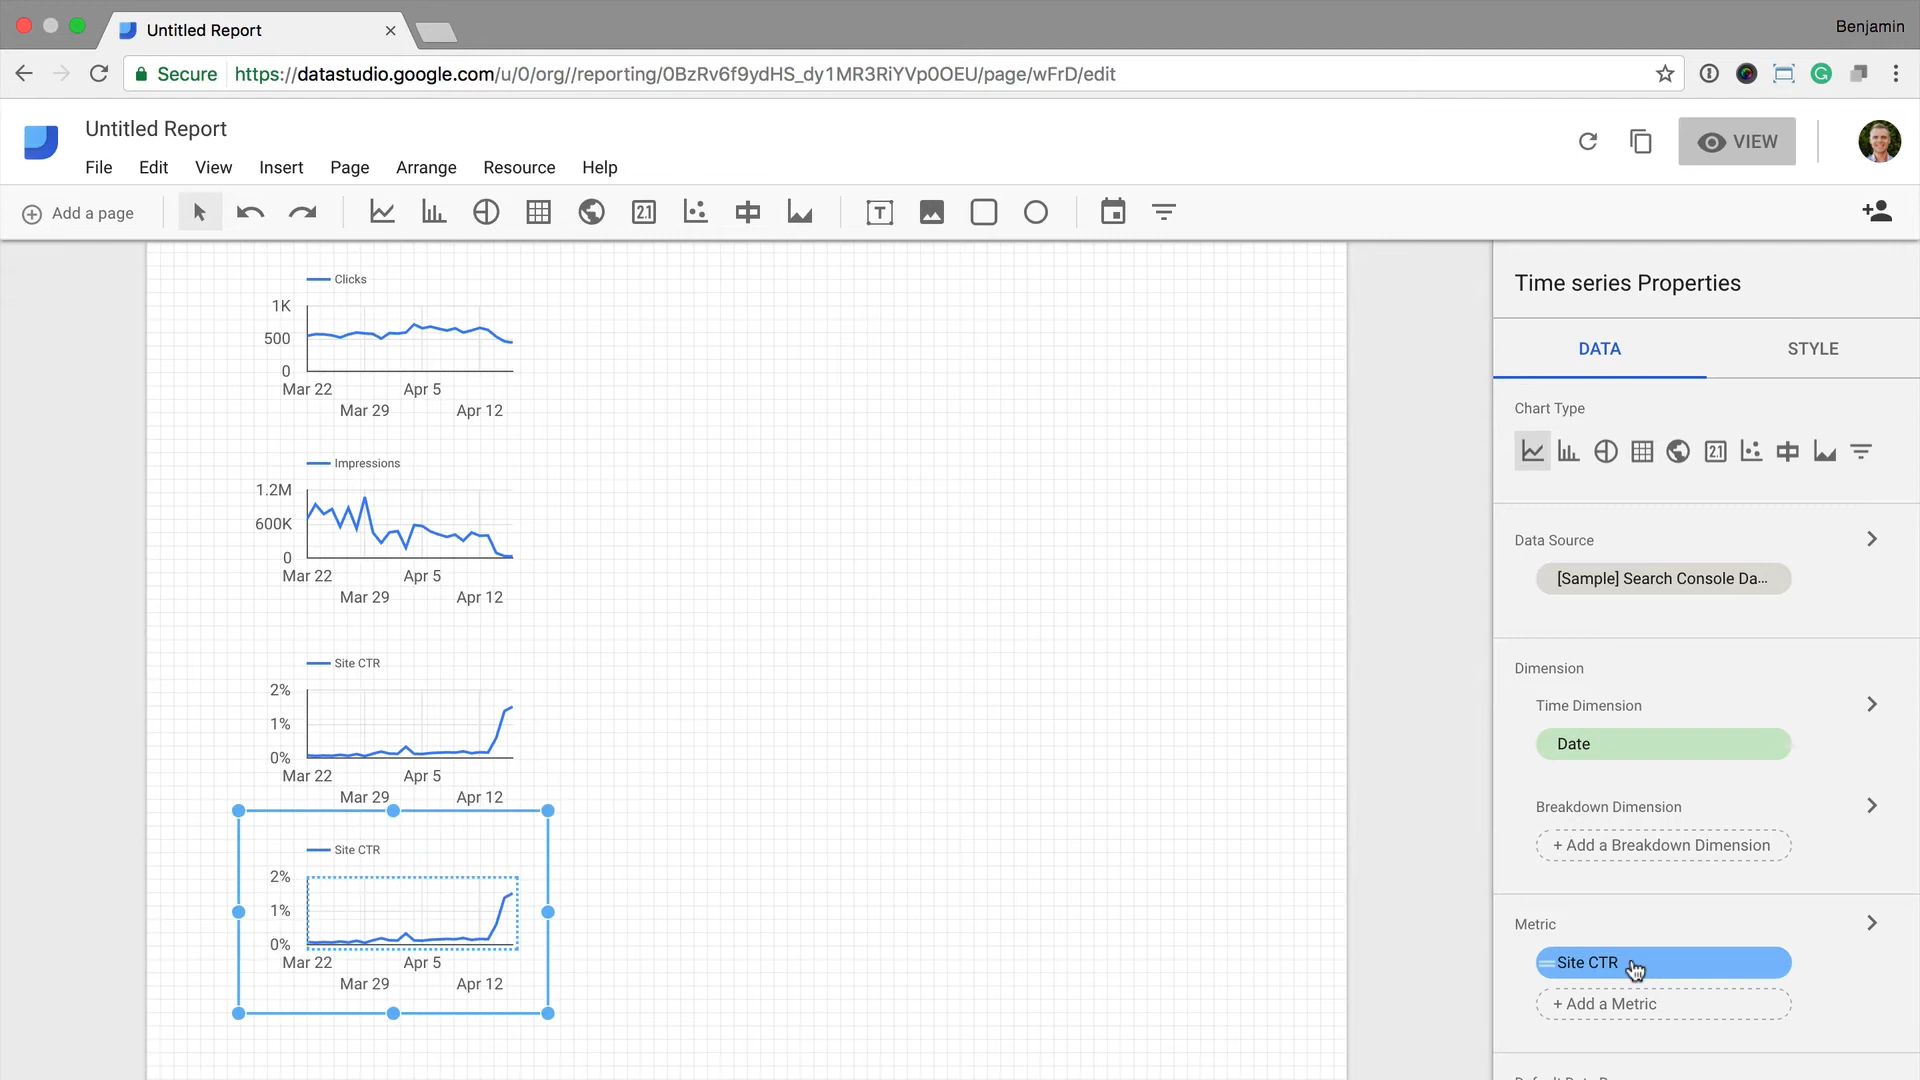 Untitled Report
Benjamin
Secure
https://datastudio.google.com/u/0/org//reporting/0BzRv6f9ydHS_dy1MR3RiYVp0OEU/page/wFrD/edit
Untitled Report
File Edit View Insert Page Arrange Resource Help
VIEW
Add a page
2.1
T
Clicks
1K
500
0
Mar 22 Apr 5
Mar 29 Apr 12
Impressions
1.2M
600K
0
Mar 22 Apr 5
Mar 29 Apr 12
Site CTR
2%
1%
0%
Mar 22 Apr 5
Mar 29 Apr 12
Site CTR
2%
1%
0%
Mar 22 Apr 5
Mar 29 Apr 12
Time series Properties
DATA STYLE
Chart Type
2.1
Data Source
[Sample] Search Console Da...
Dimension
Time Dimension
Date
Breakdown Dimension
+ Add a Breakdown Dimension
Metric
Site CTR
+ Add a Metric